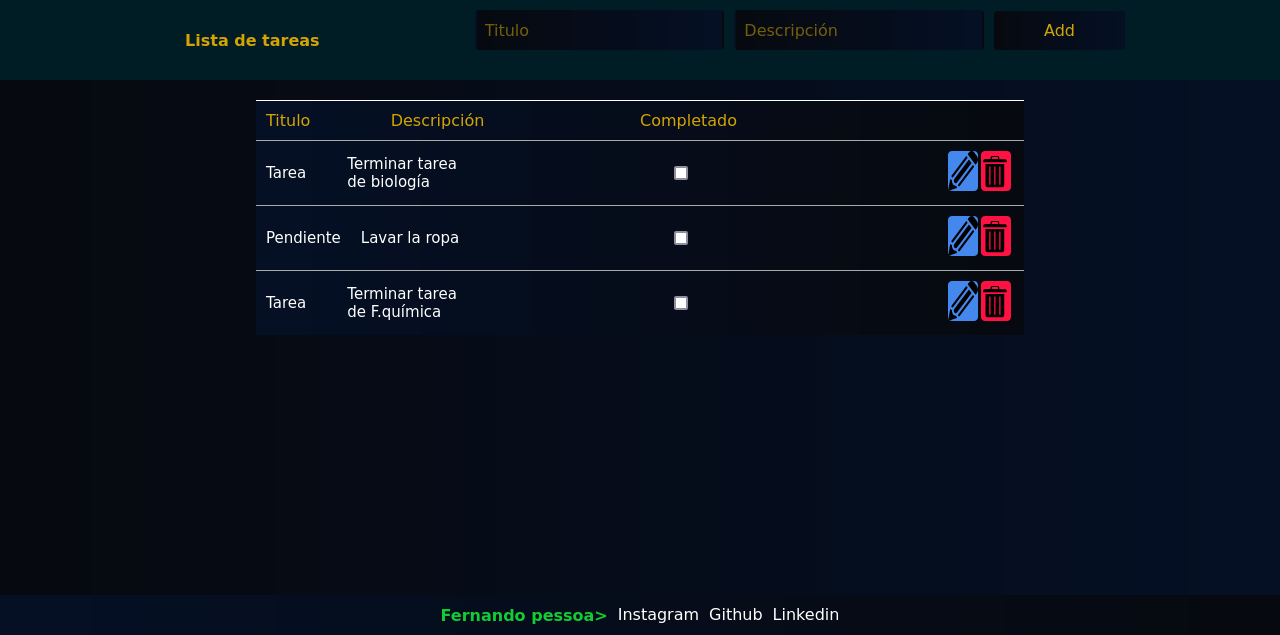 Lista de tareas
Titulo
Descripción
Add
Titulo Descripción Completado
Tarea
Terminar tarea
de biología
Pendiente Lavar la ropa
Tarea
Terminar tarea
de F.química
Fernando pessoa> Instagram Github Linkedin